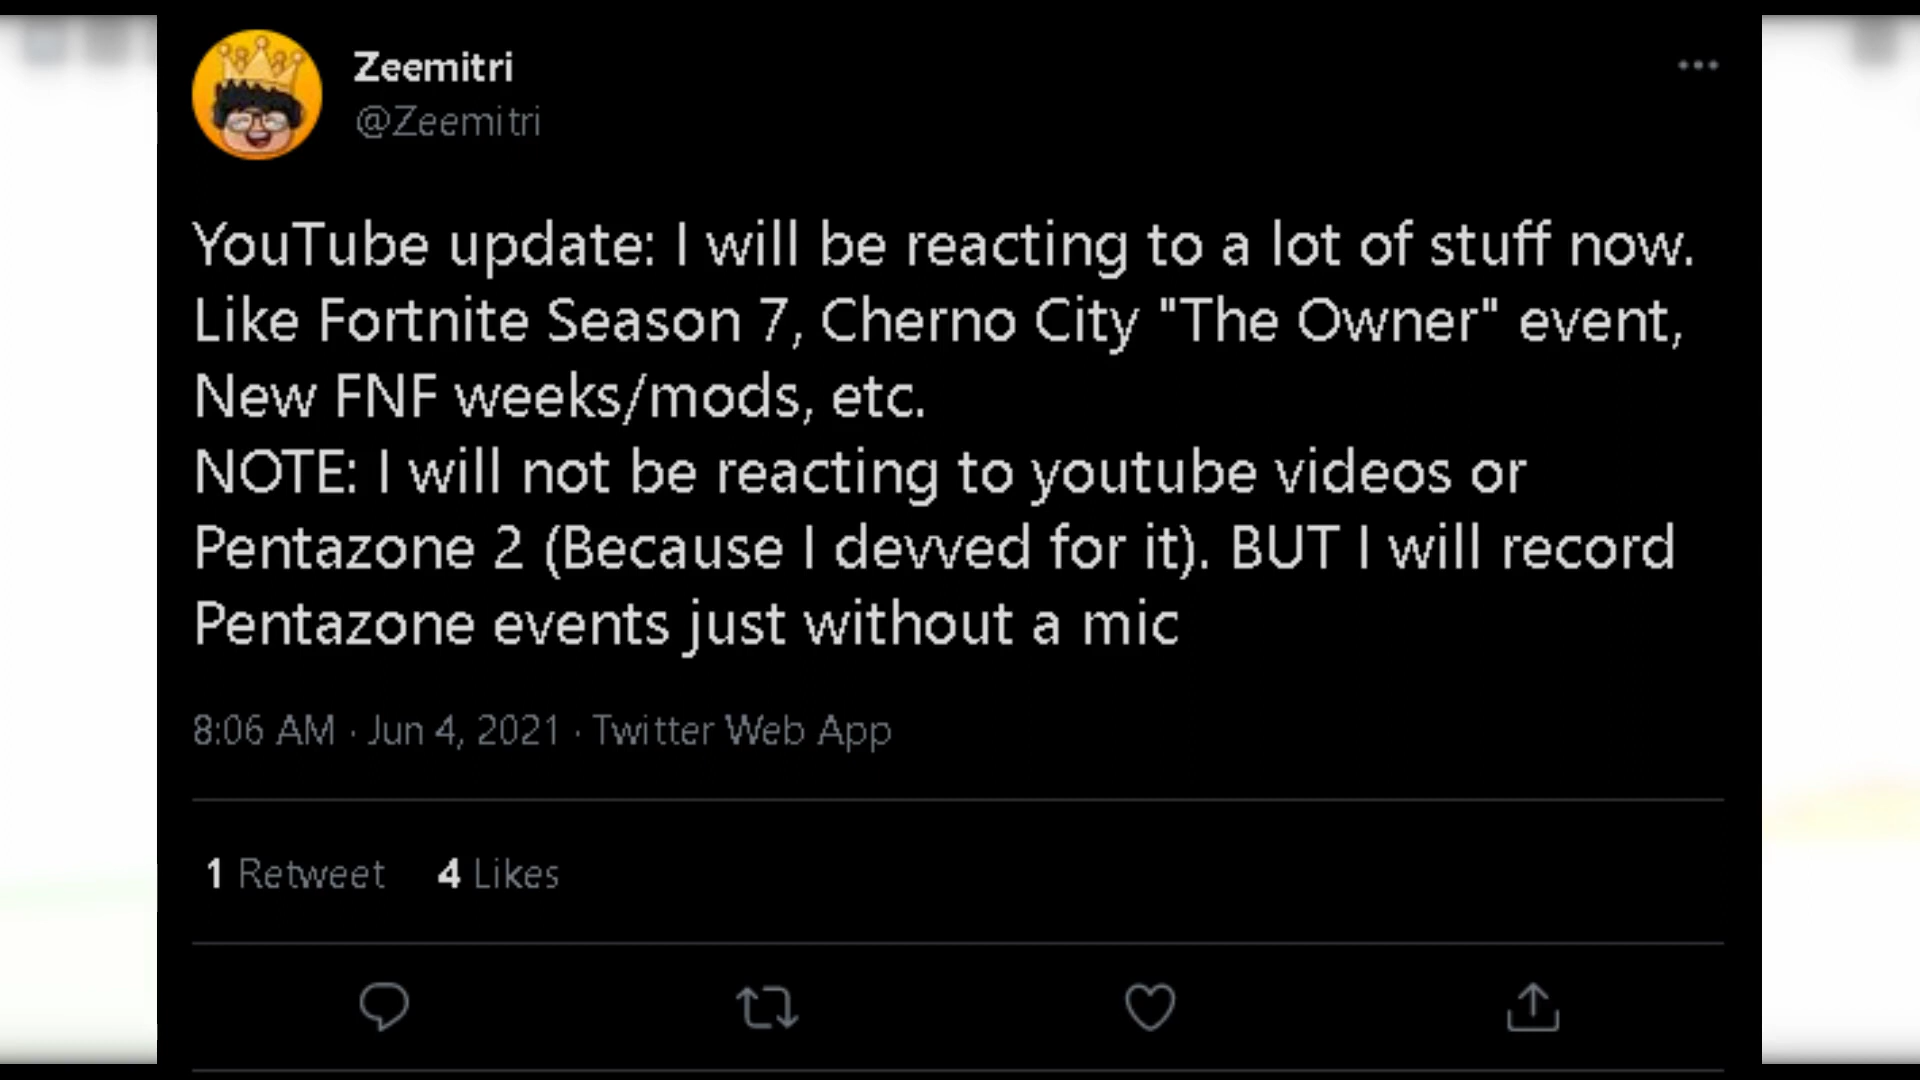 Zeemitri
@Zeemitri
YouTube update: I will be reacting to a lot of stuff now.
Like Fortnite Season 7, Cherno City "The Owner" event,
New FNF weeks/mods, etc.
NOTE: I will not be reacting to youtube videos or
Pentazone 2 (Because I devved for it). BUT I will record
Pentazone events just without a mic
8:06 AM · Jun 4, 2021 · Twitter Web App
1 Retweet 4 Likes